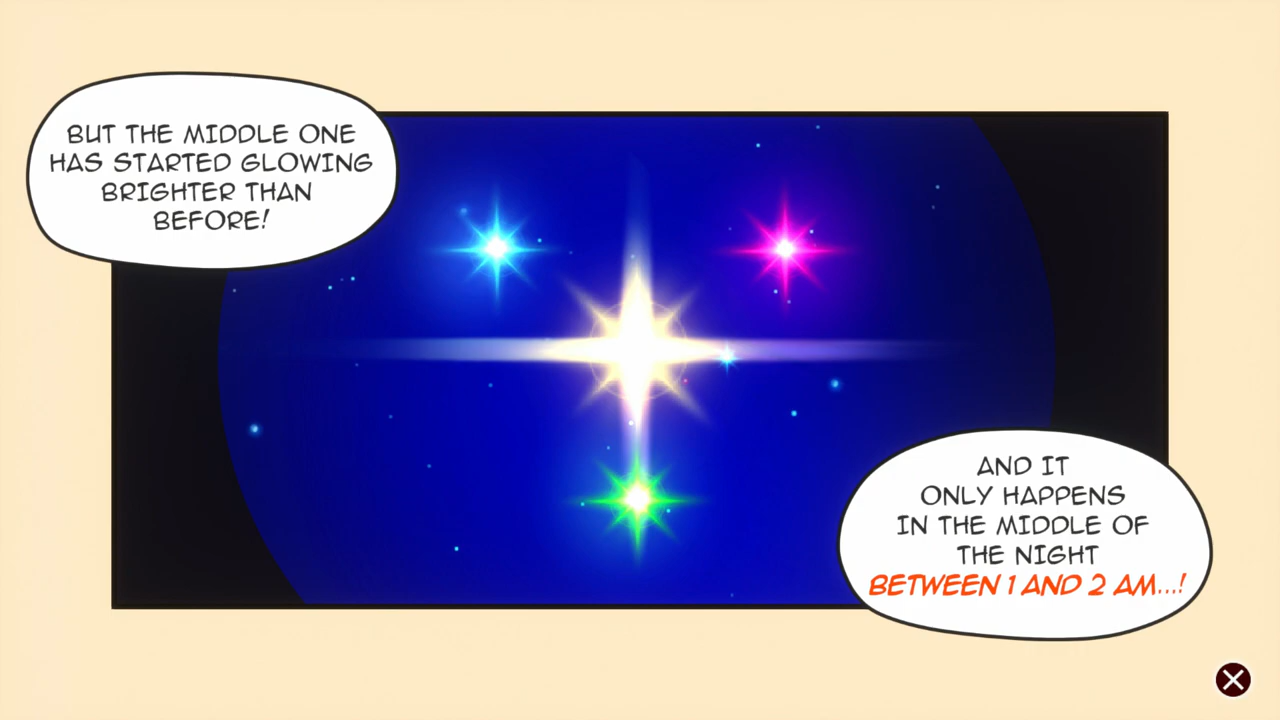 BUT THE MIDDLE ONE
HAS STARTED GLOWING
BRIGHTER THAN
BEFORE!
AND IT
ONLY HAPPENS
IN THE MIDDLE OF
THE NIGHT
BETWEEN 1 AND 2 AM...!